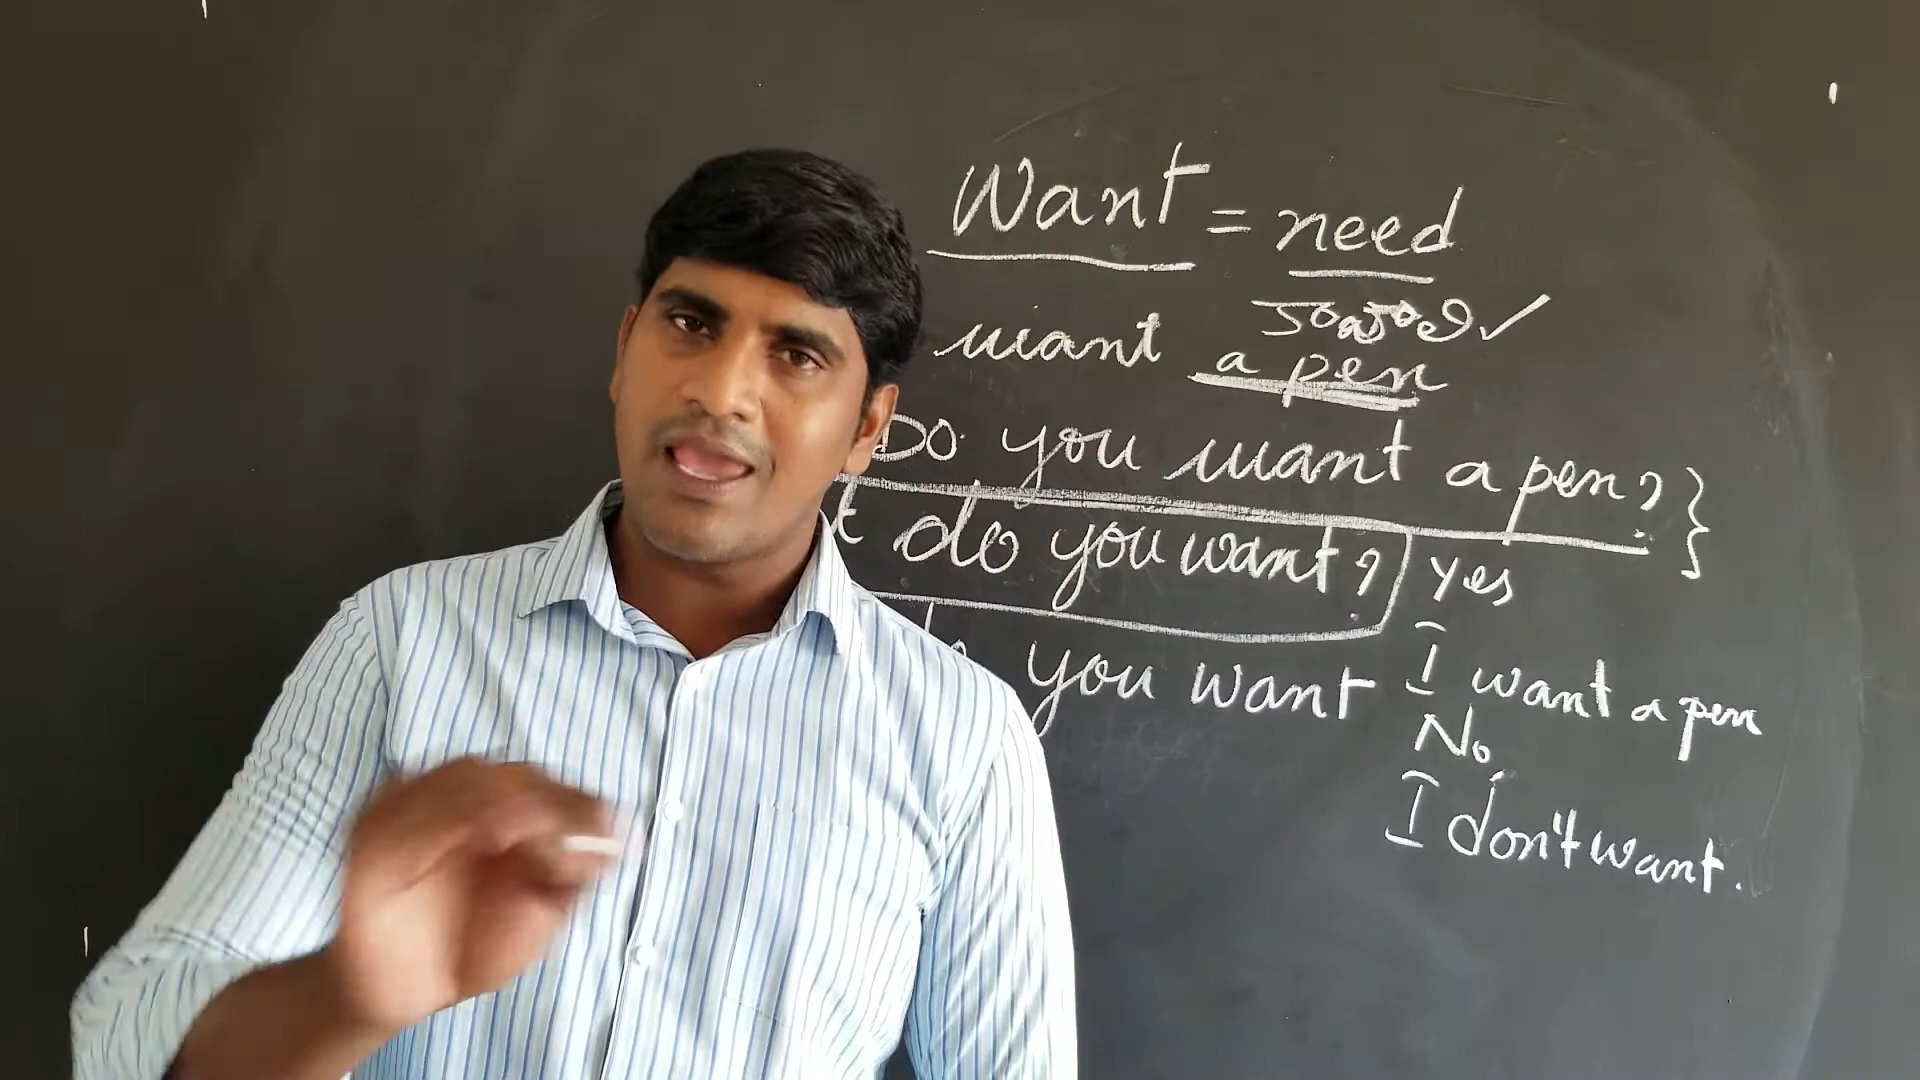 Want = need
want a pen
Do you want a pen?
do you want?
Yes
you want
I want a pen
No,
I don't want.